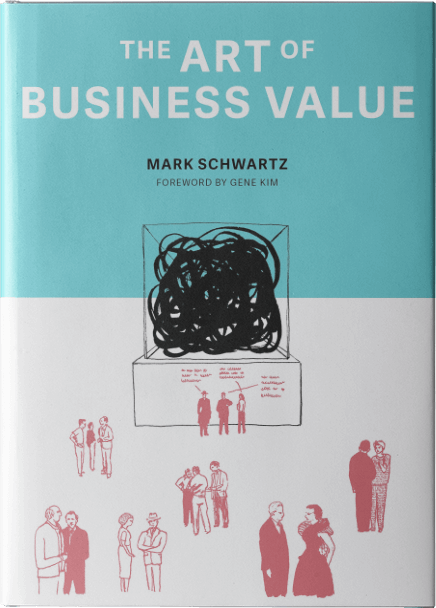 THE ART OF
BUSINESS VALUE
MARK SCHWARTZ
FOREWORD BY GENE KIM